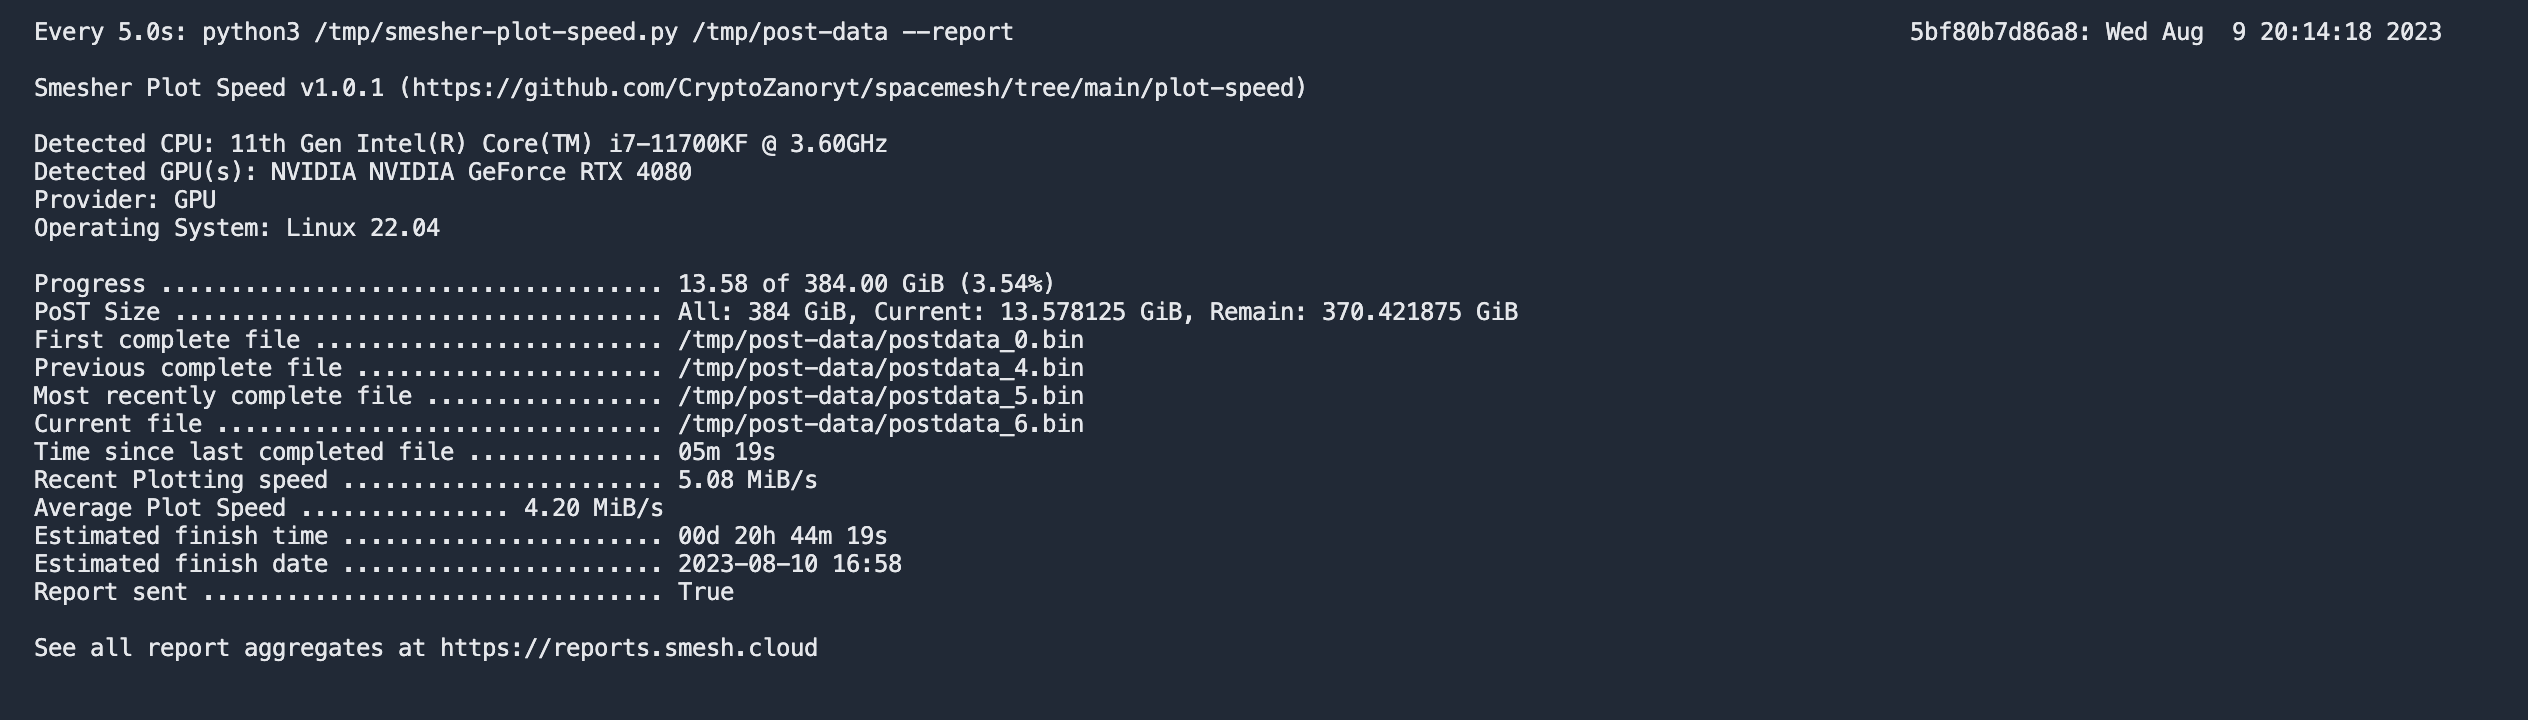 Every 5.0s: python3 /tmp/smesher-plot-speed.py /tmp/post-data --report 5bf80b7d86a8: Wed Aug  9 20:14:18 2023
Smesher Plot Speed v1.0.1 (https://github.com/CryptoZanoryt/spacemesh/tree/main/plot-speed)
Detected CPU: 11th Gen Intel(R) Core(TM) i7-11700KF @ 3.60GHz
Detected GPU(s): NVIDIA NVIDIA GeForce RTX 4080
Provider: GPU
Operating System: Linux 22.04
Progress .................................... 13.58 of 384.00 GiB (3.54%)
PoST Size ................................... All: 384 GiB, Current: 13.578125 GiB, Remain: 370.421875 GiB
First complete file ......................... /tmp/post-data/postdata_0.bin
Previous complete file ...................... /tmp/post-data/postdata_4.bin
Most recently complete file ................. /tmp/post-data/postdata_5.bin
Current file ................................ /tmp/post-data/postdata_6.bin
Time since last completed file .............. 05m 19s
Recent Plotting speed ....................... 5.08 MiB/s
Average Plot Speed ............... 4.20 MiB/s
Estimated finish time ....................... 00d 20h 44m 19s
Estimated finish date ....................... 2023-08-10 16:58
Report sent ................................. True
See all report aggregates at https://reports.smesh.cloud